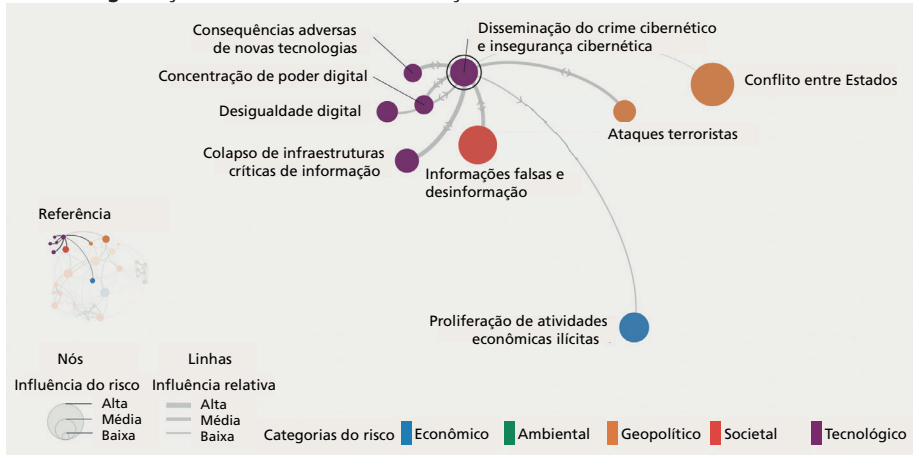 Consequências adversas
de novas tecnologias
Disseminação do crime cibernético
e insegurança cibernética
Concentração de poder digital
Conflito entre Estados
Desigualdade digital
Ataques terroristas
Colapso de infraestruturas
críticas de informação
Informações falsas e
desinformação
Referência
Proliferação de atividades
econômicas ilícitas
Nós
Influência do risco
Alta
Média
Baixa
Linhas
Influência relativa
Alta
Média
Baixa
Categorias do risco
Econômico
Ambiental
Geopolítico
Societal
Tecnológico